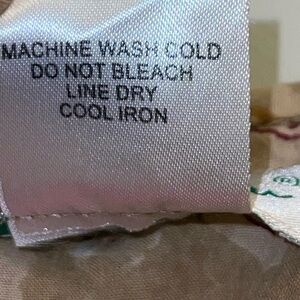 MACHINE WASH COLD
DO NOT BLEACH
LINE DRY
COOL IRON
®